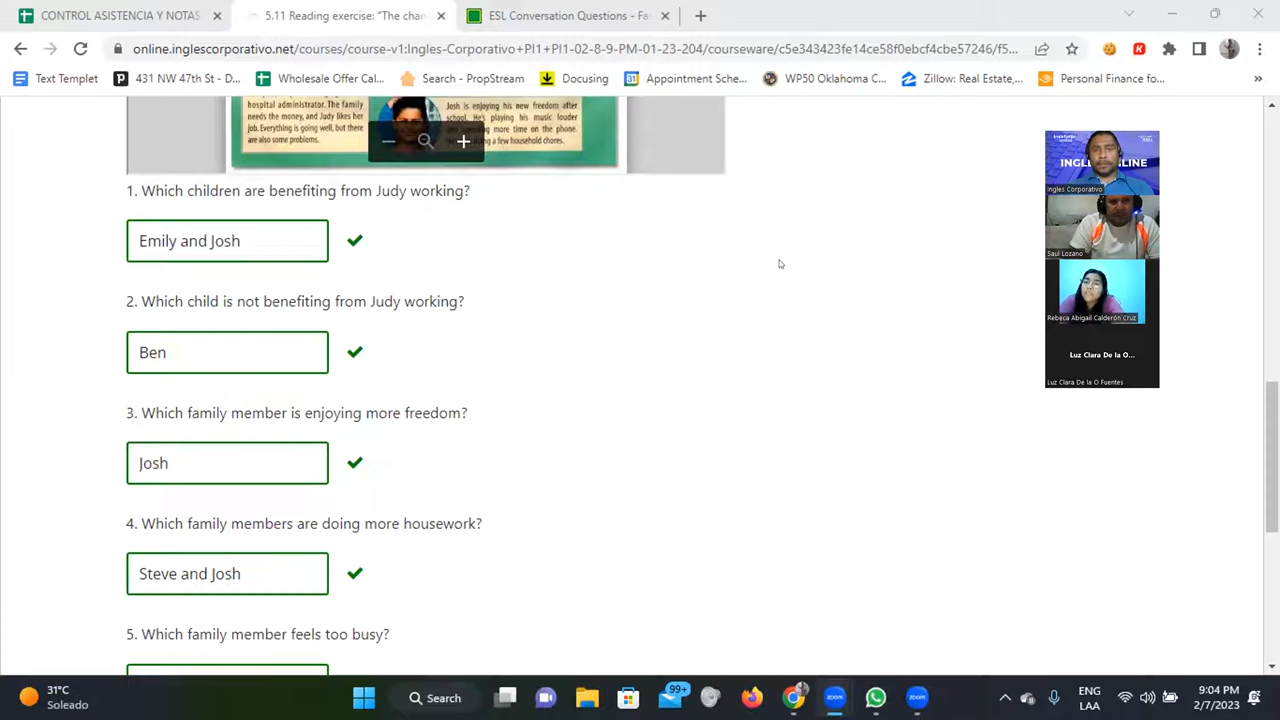 CONTROL ASISTENCIA Y NOTAS
5.11 Reading exercise: "The chan
ESL Conversation Questions - Fa
online.inglescorporativo.net/courses/course-v1:Ingles-Corporativo+PI1+PI1-02-8-9-PM-01-23-204/courseware/c5e343423fe14ce58f0ebcf4cbe57246/f5...
Text Templet
431 NW 47th St - D...
Wholesale Offer Cal...
Search - PropStream
Docusing
Appointment Sche...
WP50 Oklahoma C...
Zillow: Real Estate,...
Personal Finance fo...
»
hospital administrator. The family
needs the money, and Judy likes her
job. Everything is going well, but there
are also some problems.
Josh is enjoying his new freedom after
school. He's playing his music louder
more time on the phone.
a few household chores.
1. Which children are benefiting from Judy working?
Emily and Josh
2. Which child is not benefiting from Judy working?
Ben
3. Which family member is enjoying more freedom?
Josh
4. Which family members are doing more housework?
Steve and Josh
5. Which family member feels too busy?
Ingles Corporativo
Saul Lozano
Rebeca Abigail Calderón Cruz
Luz Clara De la O...
Luz Clara De la O Fuentes
31°C
Soleado
Search
99+
ENG
LAA
9:04 PM
2/7/2023